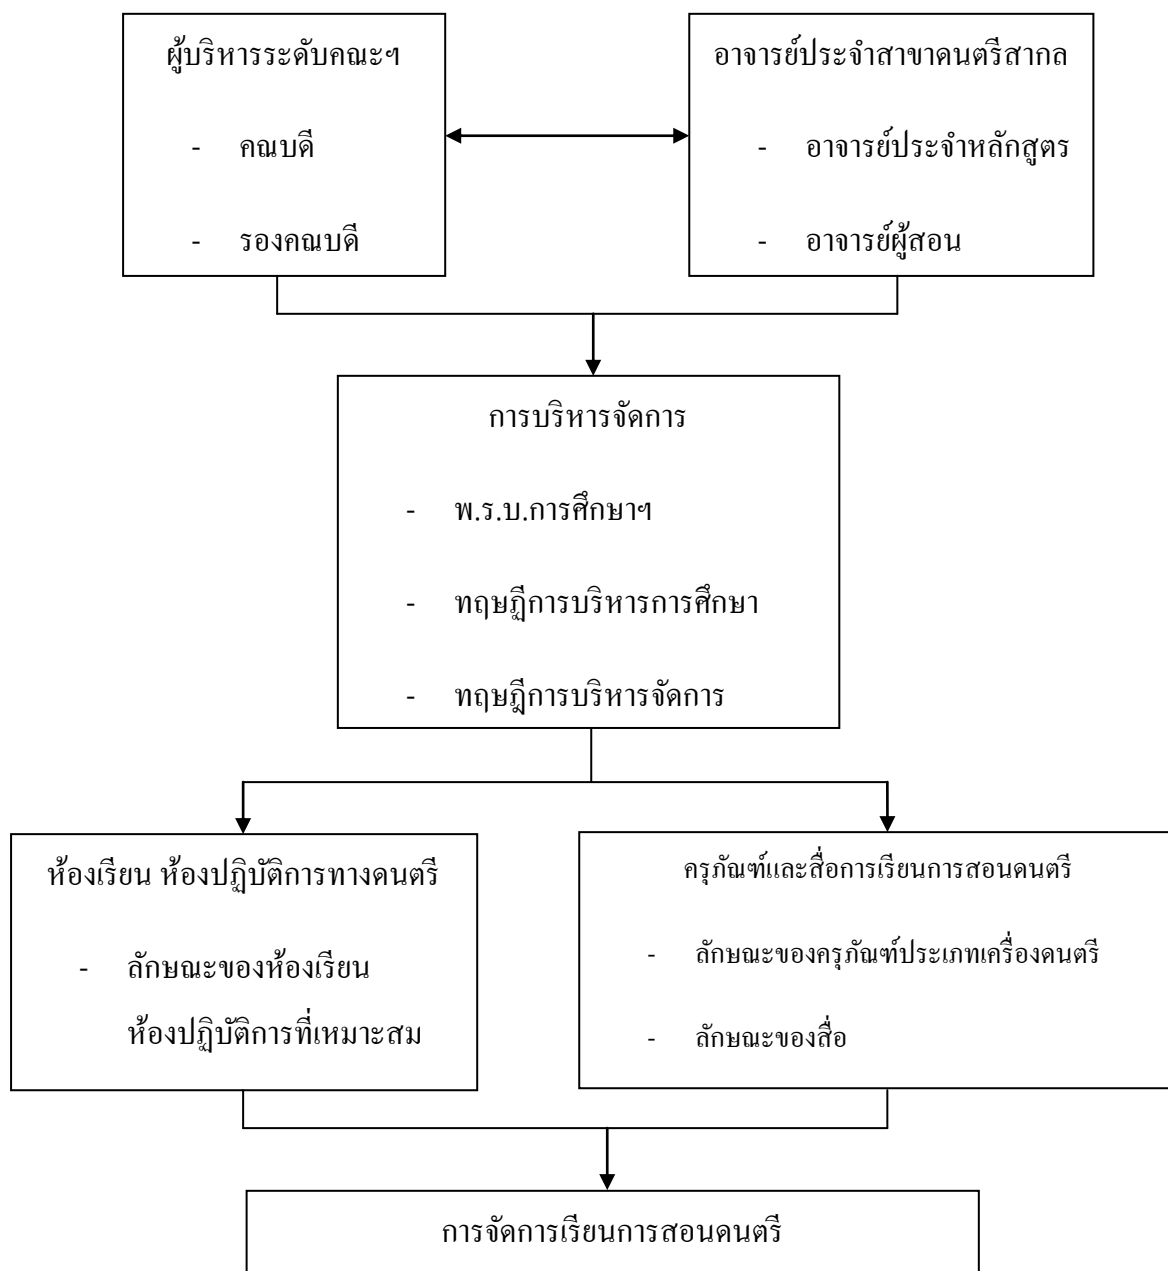 ผู้บริหารระดับคณะฯ
- คณบดี
- รองคณบดี
อาจารย์ประจำสาขาดนตรีสากล
- อาจารย์ประจำหลักสูตร
- อาจารย์ผู้สอน
การบริหารจัดการ
- พ.ร.บ.การศึกษาฯ
- ทฤษฎีการบริหารการศึกษา
- ทฤษฎีการบริหารจัดการ
ห้องเรียน ห้องปฏิบัติการทางดนตรี
- ลักษณะของห้องเรียน
ห้องปฏิบัติการที่เหมาะสม
ครุภัณฑ์และสื่อการเรียนการสอนดนตรี
- ลักษณะของครุภัณฑ์ประเภทเครื่องดนตรี
- ลักษณะของสื่อ
การจัดการเรียนการสอนดนตรี